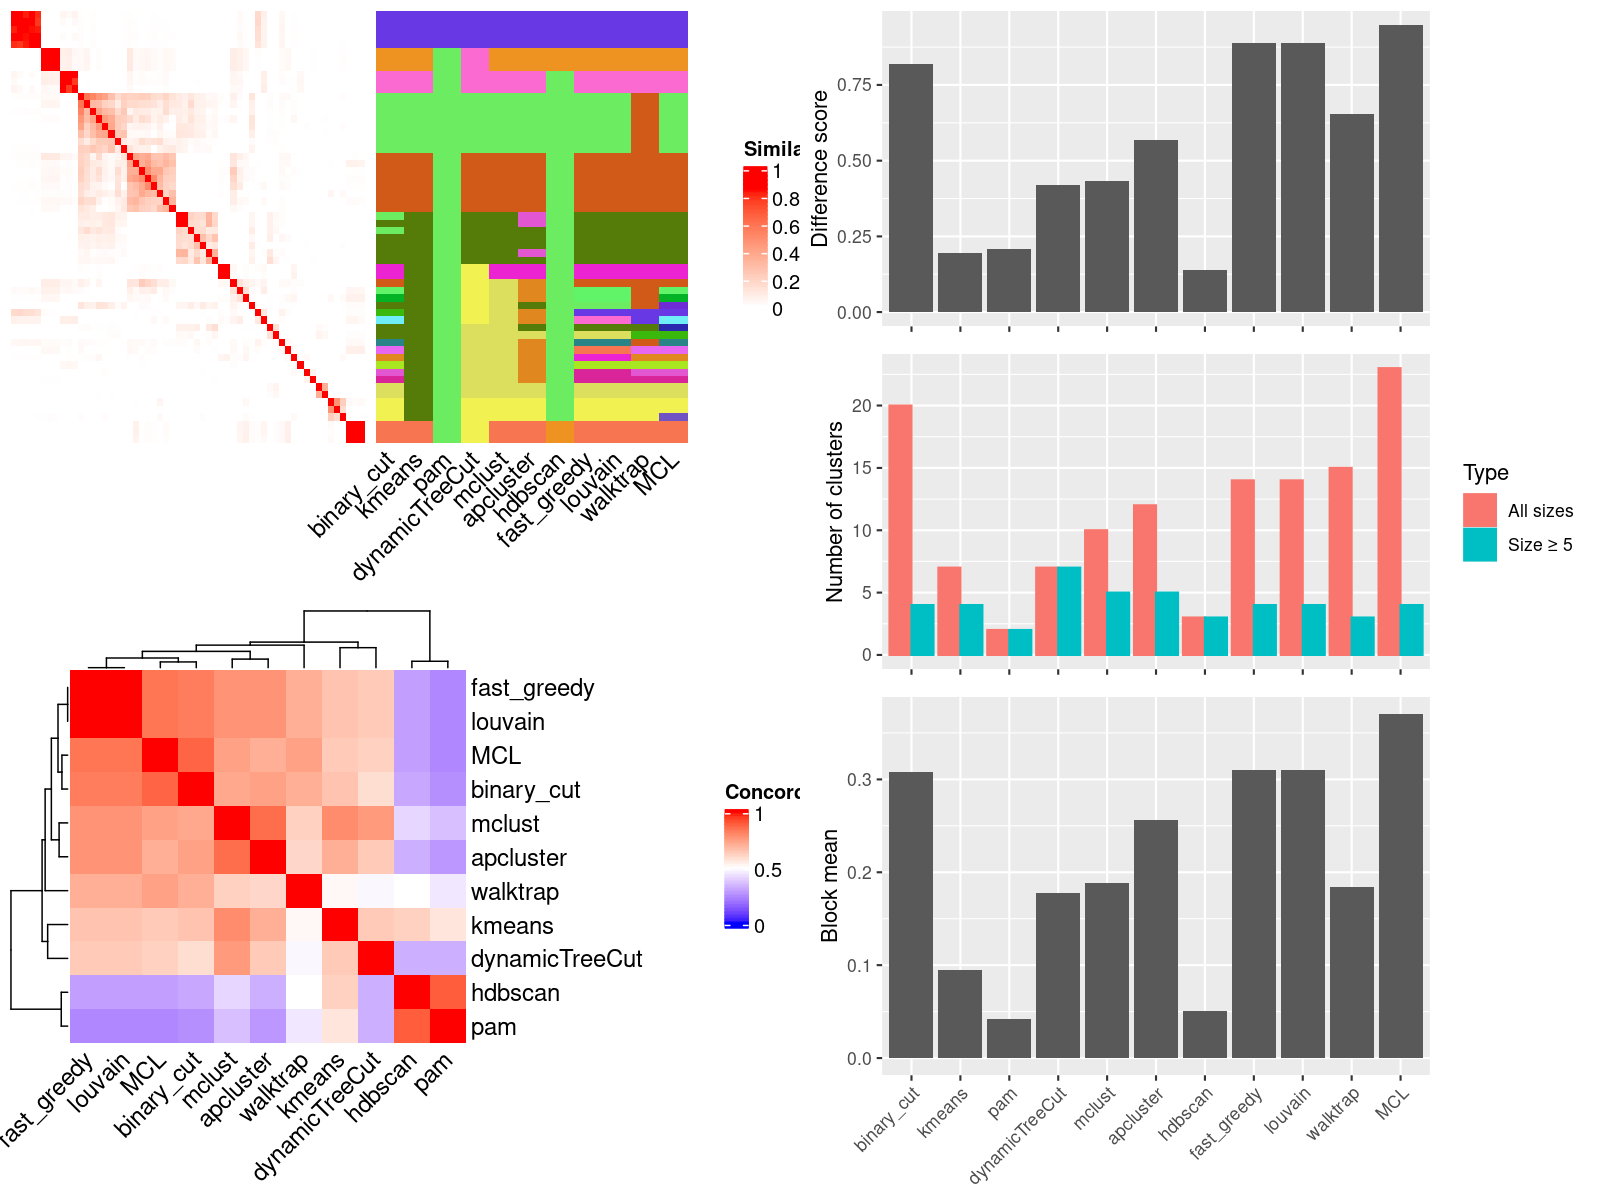 Simila
1
0.8
0.6
0.4
0.2
0
binary_cut
kmeans
pam
dynamicTreeCut
mclust
apcluster
hdbscan
fast_greedy
louvain
walktrap
MCL
fast_greedy
louvain
MCL
binary_cut
mclust
apcluster
walktrap
kmeans
dynamicTreeCut
hdbscan
pam
fast_greedy
louvain
MCL
binary_cut
mclust
apcluster
walktrap
kmeans
dynamicTreeCut
hdbscan
pam
Concord
1
0.5
0
Difference score
0.75
0.50
0.25
0.00
Number of clusters
20
15
10
5
0
Type
All sizes
Size ≥ 5
Block mean
0.3
0.2
0.1
0.0
binary_cut
kmeans
pam
dynamicTreeCut
mclust
apcluster
hdbscan
fast_greedy
louvain
walktrap
MCL